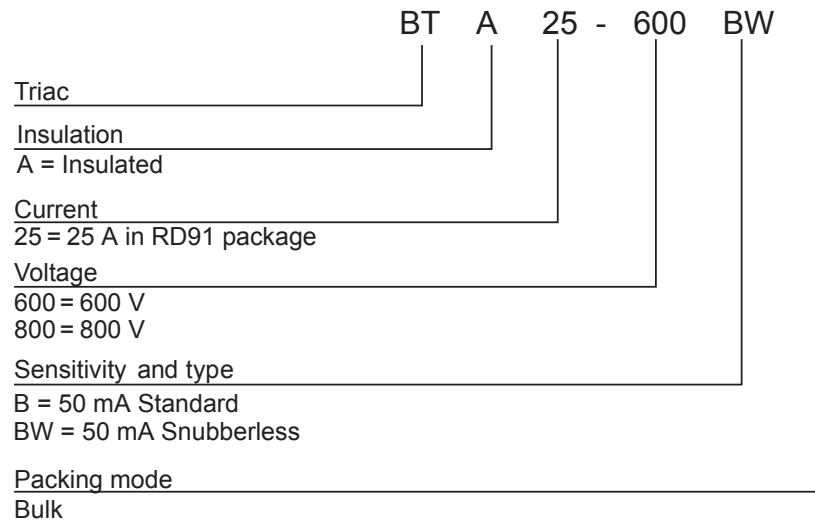 BT A 25 - 600 BW
Triac
Insulation
A = Insulated
Current
25 = 25 A in RD91 package
Voltage
600 = 600 V
800 = 800 V
Sensitivity and type
B = 50 mA Standard
BW = 50 mA Snubberless
Packing mode
Bulk